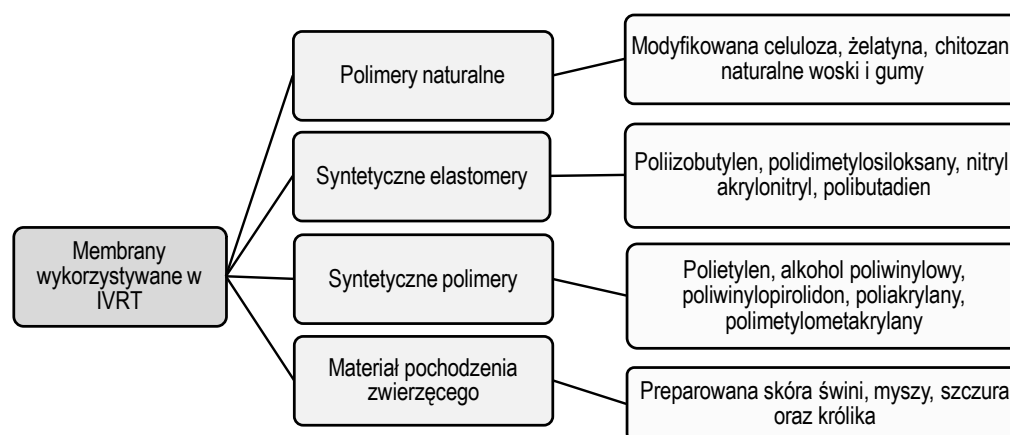 Membrany
wykorzystywane w
IVRT
Polimery naturalne
Modyfikowana celuloza, żelatyna, chitozan
naturalne woski i gumy
Syntetyczne elastomery
Poliizobutylen, polidimetylosiloksany, nitryl
akrylonitryl, polibutadien
Syntetyczne polimery
Polietylen, alkohol poliwinylowy,
poliwinylopirolidon, poliakrylany,
polimetylometakrylany
Materiał pochodzenia
zwierzęcego
Preparowana skóra świni, myszy, szczura
oraz królika